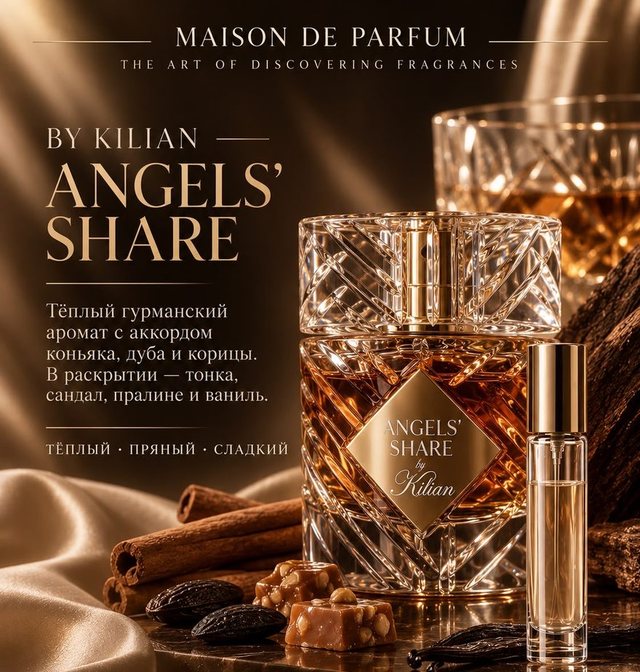 MAISON DE PARFUM
THE ART OF DISCOVERING FRAGRANCES
BY KILIAN
ANGELS'
SHARE
Тёплый гурманский
аромат с аккордом
коньяка, дуба и корицы.
В раскрытии — тонка,
сандал, пралине и ваниль.
ТЁПЛЫЙ · ПРЯНЫЙ · СЛАДКИЙ
ANGELS'
SHARE
by
Kilian